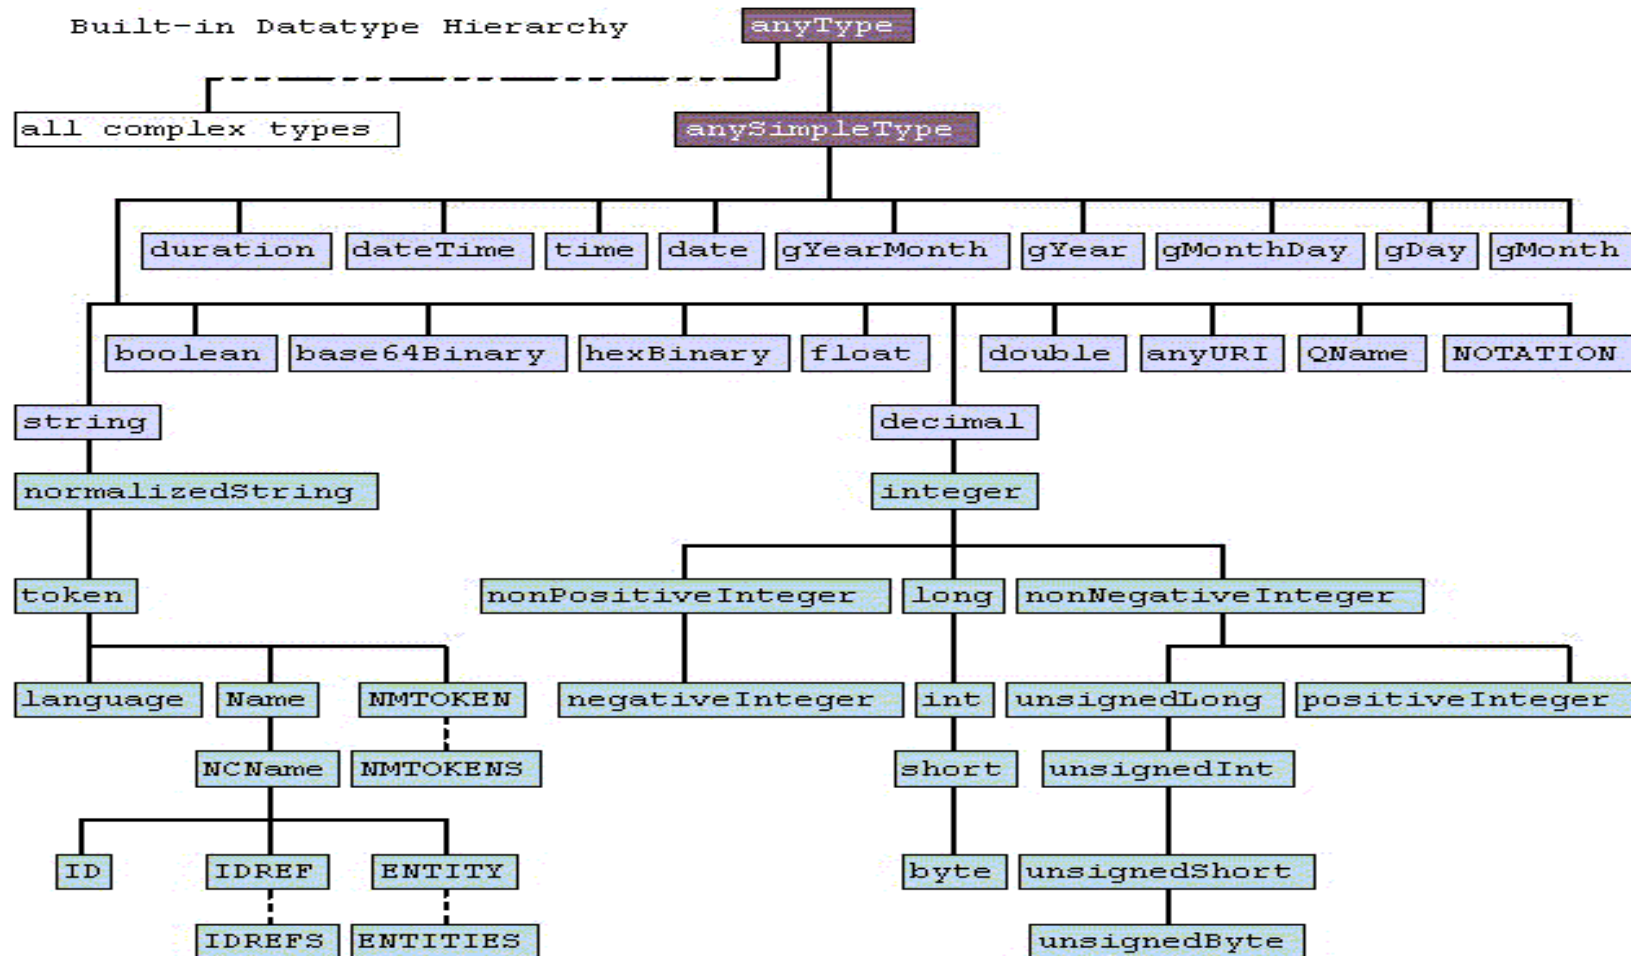 Built-in Datatype Hierarchy anyType
all complex types anySimpleType
duration dateTime time date gYearMonth gYear gMonthDay gDay gMonth
boolean base64Binary hexBinary float double anyURI QName NOTATION
string decimal
normalizedString integer
token nonPositiveInteger long nonNegativeInteger
language Name NMTOKEN negativeInteger int unsignedLong positiveInteger
NCName NMTOKENS short unsignedInt
ID IDREF ENTITY byte unsignedShort
IDREFS ENTITIES unsignedByte